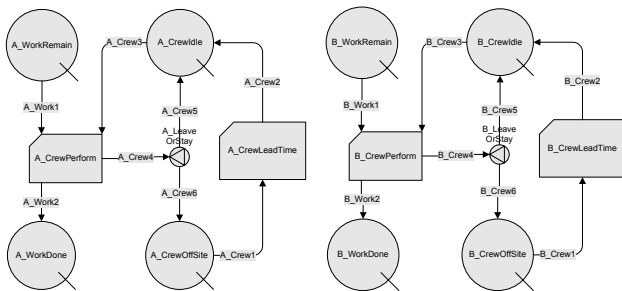 A_WorkRemain
A_Crew3
A_CrewIdle
A_Work1
A_Crew5
A_Crew2
A_Leave
OrStay
A_CrewPerform
A_Crew4
A_CrewLeadTime
A_Work2
A_Crew6
A_WorkDone
A_CrewOffSite
A_Crew1
B_WorkRemain
B_Crew3
B_CrewIdle
B_Work1
B_Crew5
B_Crew2
B_Leave
OrStay
B_CrewPerform
B_Crew4
B_CrewLeadTime
B_Work2
B_Crew6
B_WorkDone
B_CrewOffSite
B_Crew1